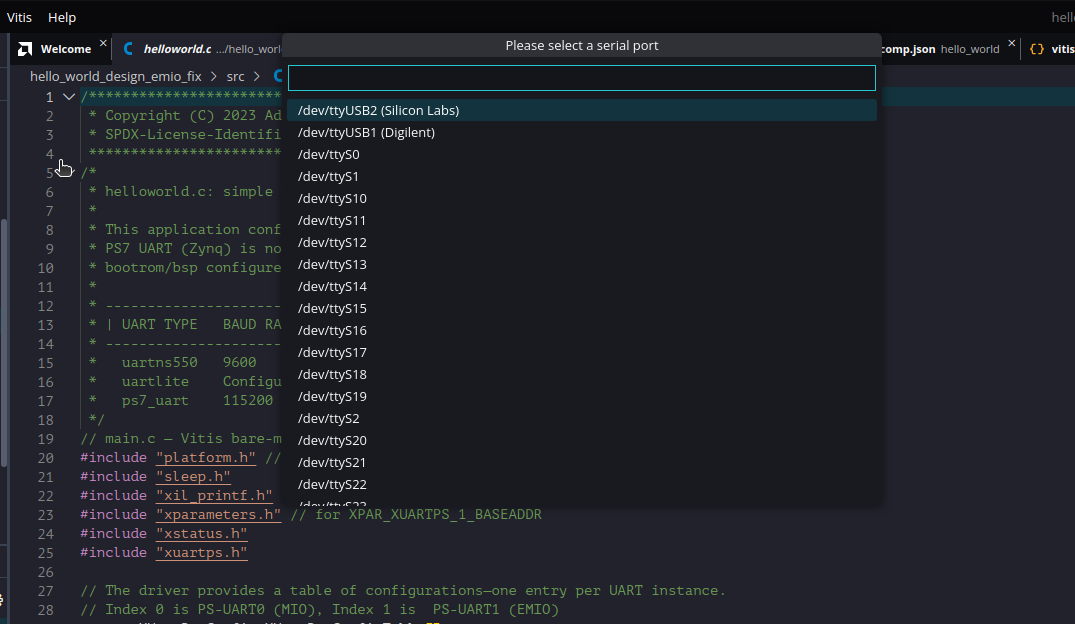 Vitis Help hell
Welcome helloworld.c .../hello_worl comp.json hello_world {} vitis
Please select a serial port
hello_world_design_emio_fix > src > C
/dev/ttyUSB2 (Silicon Labs)
/dev/ttyUSB1 (Digilent)
/dev/ttyS0
/dev/ttyS1
/dev/ttyS10
/dev/ttyS11
/dev/ttyS12
/dev/ttyS13
/dev/ttyS14
/dev/ttyS15
/dev/ttyS16
/dev/ttyS17
/dev/ttyS18
/dev/ttyS19
/dev/ttyS2
/dev/ttyS20
/dev/ttyS21
/dev/ttyS22
/dev/ttyS23
1 /************************
2 * Copyright (C) 2023 Ad
3 * SPDX-License-Identifi
4 ************************
5 /*
6 * helloworld.c: simple
7 *
8 * This application conf
9 * PS7 UART (Zynq) is no
10 * bootrom/bsp configure
11 *
12 * ---------------------
13 * | UART TYPE BAUD RA
14 * ---------------------
15 * uartns550 9600
16 * uartlite Configu
17 * ps7_uart 115200
18 */
19 // main.c — Vitis bare-m
20 #include "platform.h" //
21 #include "sleep.h"
22 #include "xil_printf.h"
23 #include "xparameters.h" // for XPAR_XUARTPS_1_BASEADDR
24 #include "xstatus.h"
25 #include "xuartps.h"
26
27 // The driver provides a table of configurations—one entry per UART instance.
28 // Index 0 is PS-UART0 (MIO), Index 1 is PS-UART1 (EMIO)